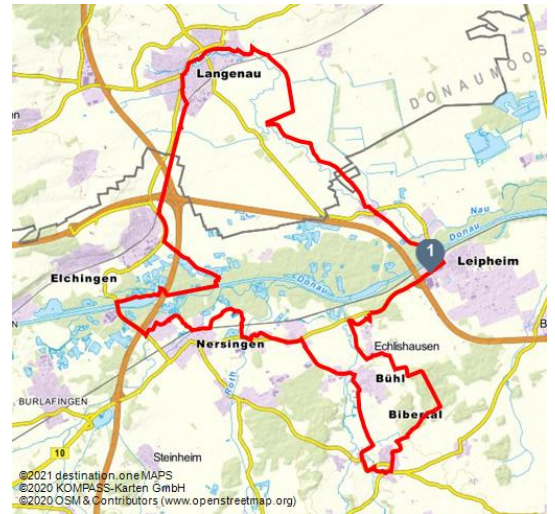 Langenau
DONAUMOOS
Nau
Donau
1
Leipheim
Elchingen
Donau
Echlishausen
Nersingen
Bühl
Roth
Bibertal
BURLAFINGEN
10
Steinheim
©2021 destination.one MAPS
©2020 KOMPASS-Karten GmbH
©2020 OSM & Contributors (www.openstreetmap.org)